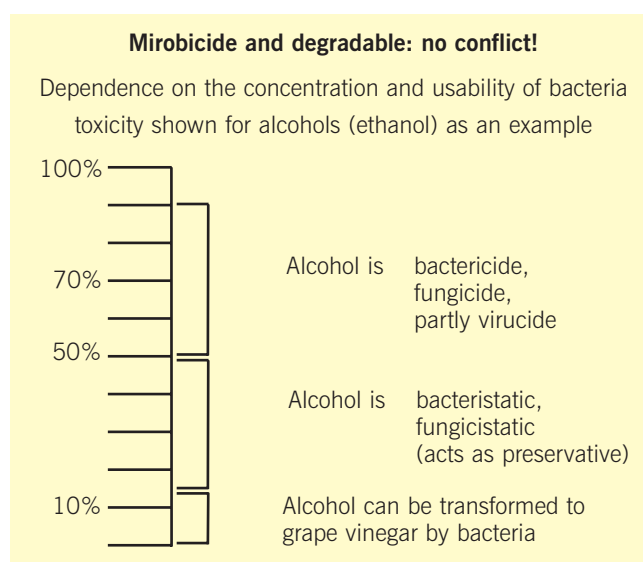 Mirobicide and degradable: no conflict!
Dependence on the concentration and usability of bacteria
toxicity shown for alcohols (ethanol) as an example
100%
70%
Alcohol is bactericide,
fungicide,
partly virucide
50%
Alcohol is bacteristatic,
fungicistatic
(acts as preservative)
10%
Alcohol can be transformed to
grape vinegar by bacteria